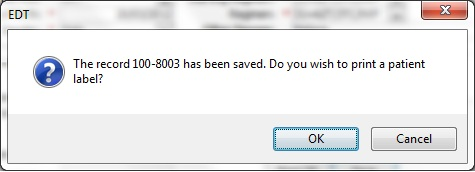 EDT
The record 100-8003 has been saved. Do you wish to print a patient
label?
OK
Cancel